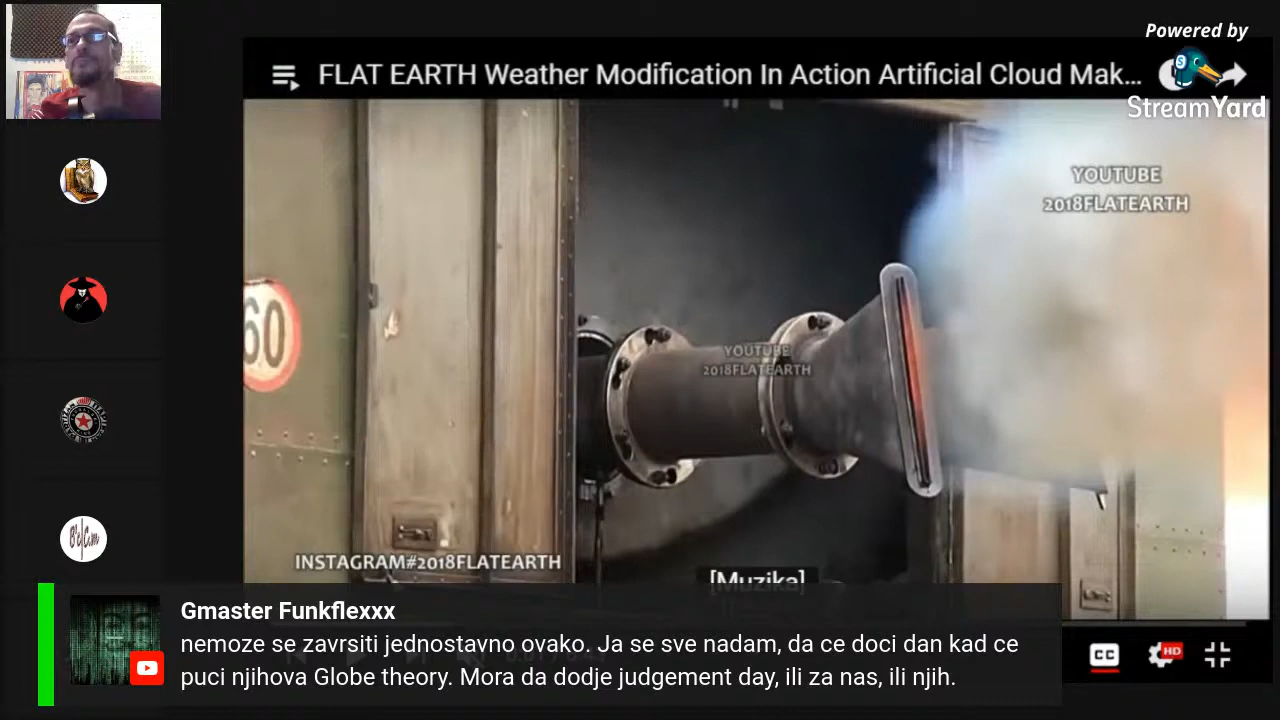 Powered by
StreamYard
FLAT EARTH Weather Modification In Action Artificial Cloud Mak...
YOUTUBE
2018FLATEARTH
60
YOUTUBE
2018FLATEARTH
INSTAGRAM#2018FLATEARTH
[Muzika]
Gmaster Funkflexxx
nemoze se zavrsiti jednostavno ovako. Ja se sve nadam, da ce doci dan kad ce
puci njihova Globe theory. Mora da dodje judgement day, ili za nas, ili njih.
CC
HD